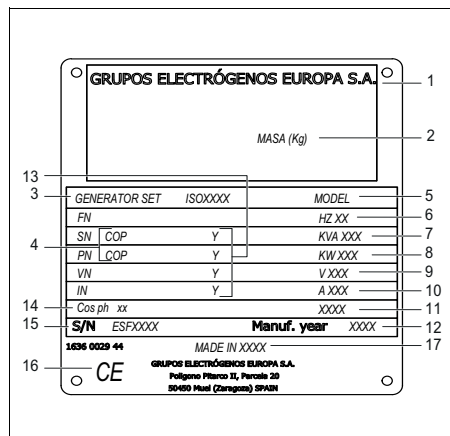 GRUPOS ELECTRÓGENOS EUROPA S.A. 1
MASA (Kg) 2
13
3 GENERATOR SET ISOXXXX MODEL 5
FN HZ XX 6
4 SN COP Y KVA XXX 7
PN COP Y KW XXX 8
VN Y V XXX 9
IN Y A XXX 10
14 Cos ph xx XXXX 11
15 S/N ESFXXXX Manuf. year XXXX 12
1636 0029 44 MADE IN XXXX 17
16 CE GRUPOS ELECTRÓGENOS EUROPA S.A.
Polígono Pitarco II, Parcela 20
50450 Muel (Zaragoza) SPAIN